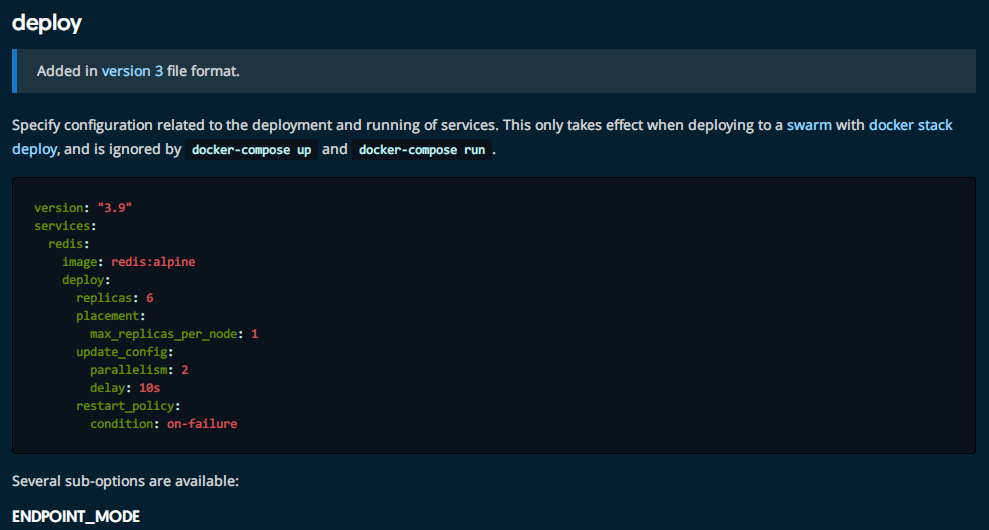 deploy
Added in version 3 file format.
Specify configuration related to the deployment and running of services. This only takes effect when deploying to a swarm with docker stack
deploy, and is ignored by docker-compose up and docker-compose run .
version: "3.9"
services:
  redis:
    image: redis:alpine
    deploy:
      replicas: 6
      placement:
        max_replicas_per_node: 1
      update_config:
        parallelism: 2
        delay: 10s
      restart_policy:
        condition: on-failure
Several sub-options are available:
ENDPOINT_MODE